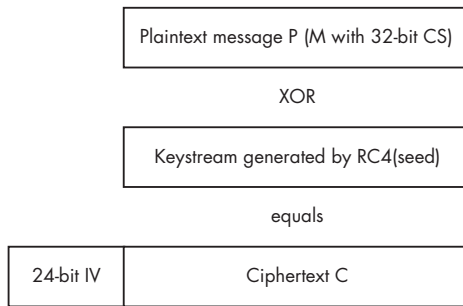 Plaintext message P (M with 32-bit CS)
XOR
Keystream generated by RC4(seed)
equals
24-bit IV
Ciphertext C